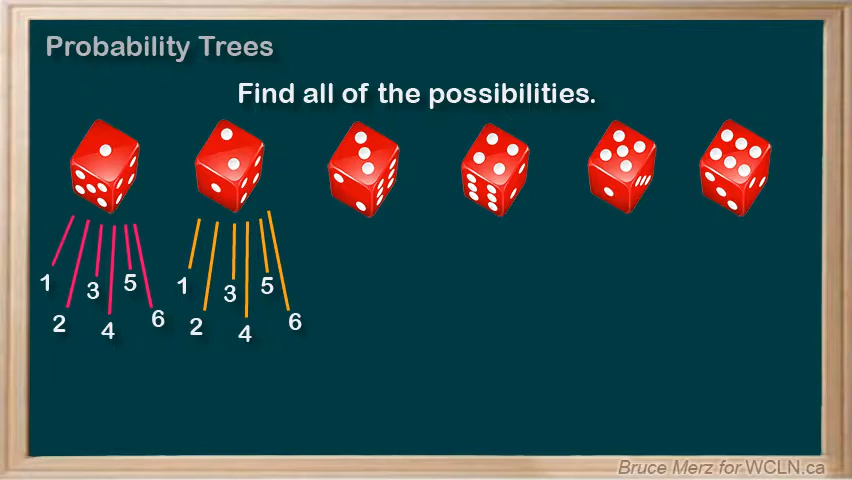 Probability Trees
Find all of the possibilities.
1 2 3 4 5 6
1 2 3 4 5 6
Bruce Merz for WCLN.ca